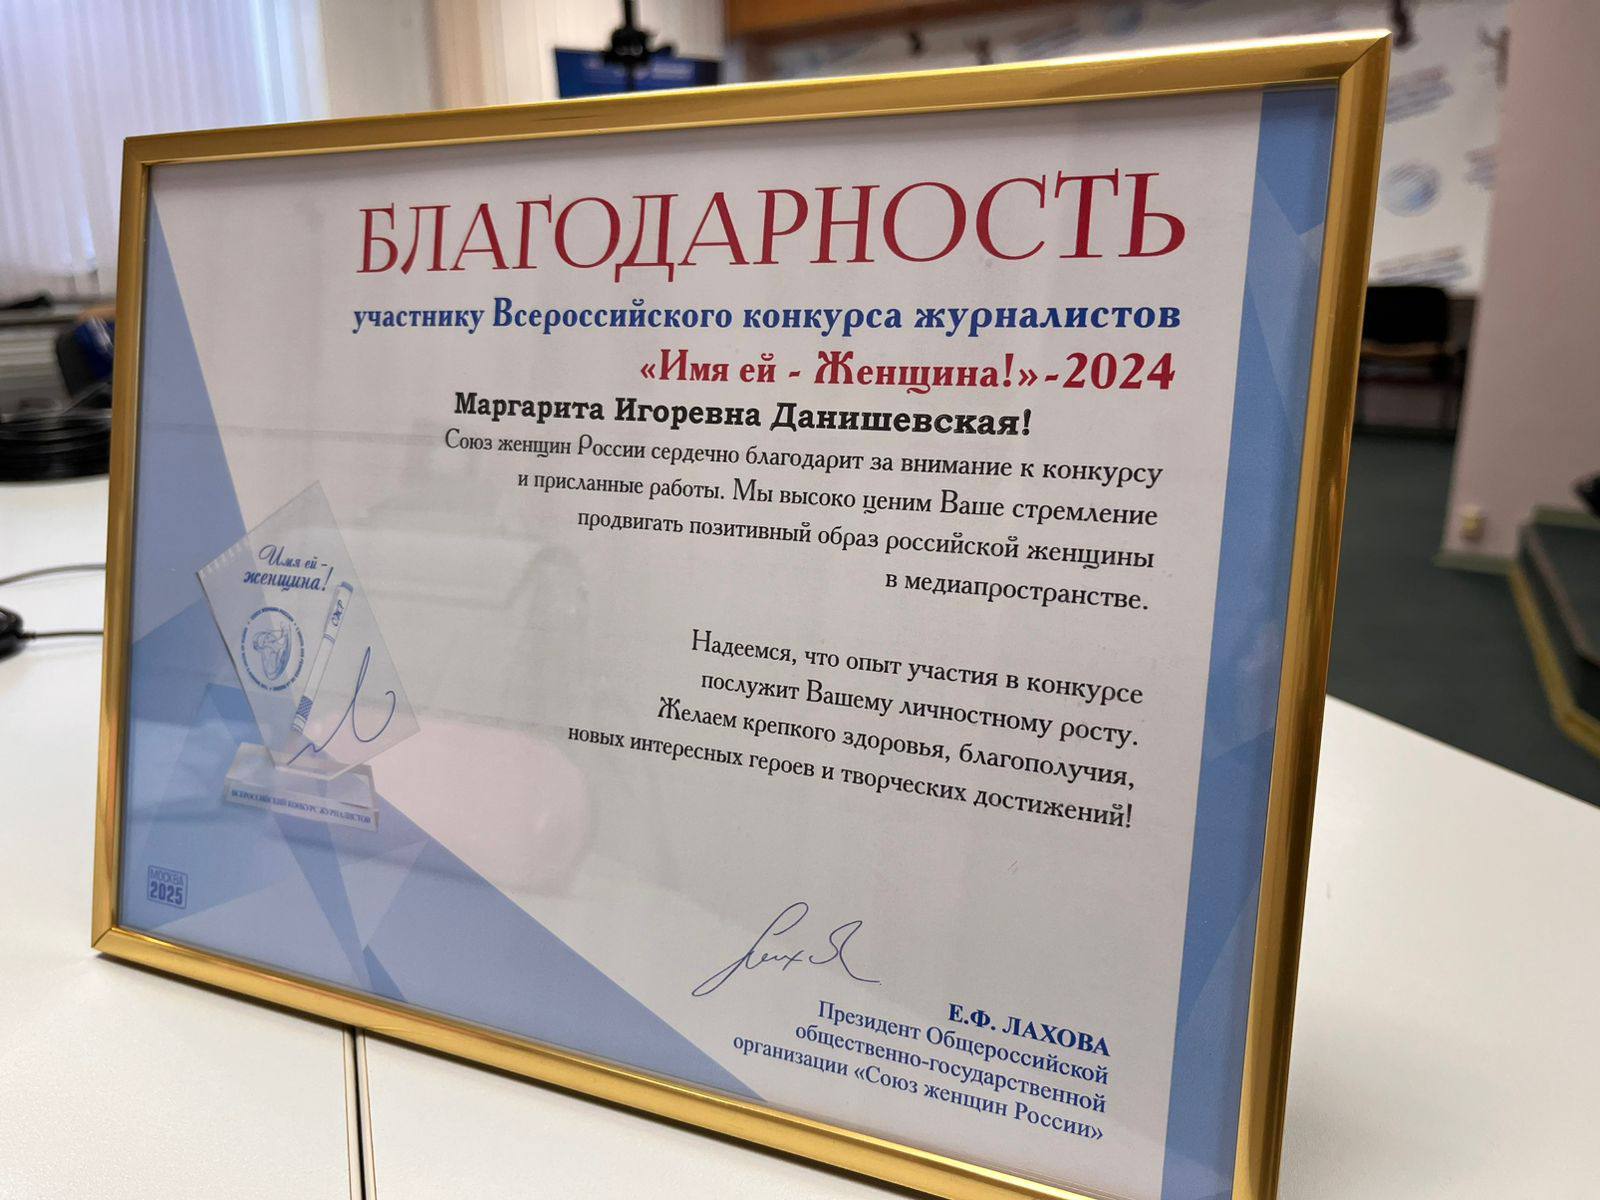 БЛАГОДАРНОСТЬ
участнику Всероссийского конкурса журналистов
«Имя ей - Женщина!»-2024
Маргарита Игоревна Данишевская!
Союз женщин России сердечно благодарит за внимание к конкурсу
и присланные работы. Мы высоко ценим Ваше стремление
продвигать позитивный образ российской женщины
в медиапространстве.
Надеемся, что опыт участия в конкурсе
послужит Вашему личностному росту.
Желаем крепкого здоровья, благополучия,
новых интересных героев и творческих достижений!
Имя ей -
женщина!
СЖР
ВСЕРОССИЙСКИЙ КОНКУРС ЖУРНАЛИСТОВ
МОСКВА
2025
Е.Ф. ЛАХОВА
Президент Общероссийской
общественно-государственной
организации «Союз женщин России»